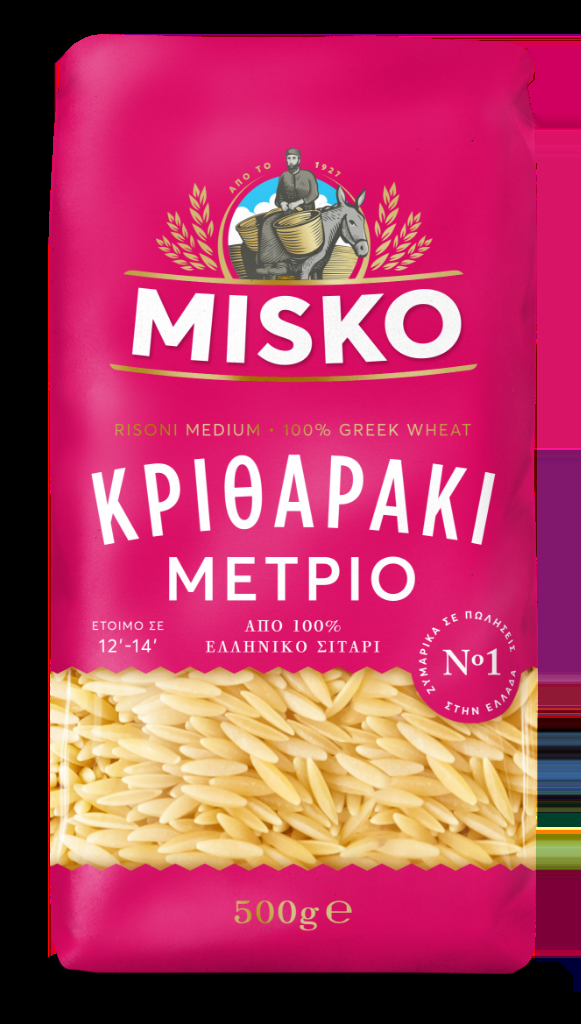 ΑΠΟ ΤΟ 1927
MISKO
RISONI MEDIUM • 100% GREEK WHEAT
ΚΡΙΘΑΡΑΚΙ
ΜΕΤΡΙΟ
ΕΤΟΙΜΟ ΣΕ
12’-14’
ΑΠΟ 100%
ΕΛΛΗΝΙΚΟ ΣΙΤΑΡΙ
ΖΥΜΑΡΙΚΑ ΣΕ ΠΩΛΗΣΕΙΣ
Nο1
ΣΤΗΝ ΕΛΛΑΔΑ
500g ℮